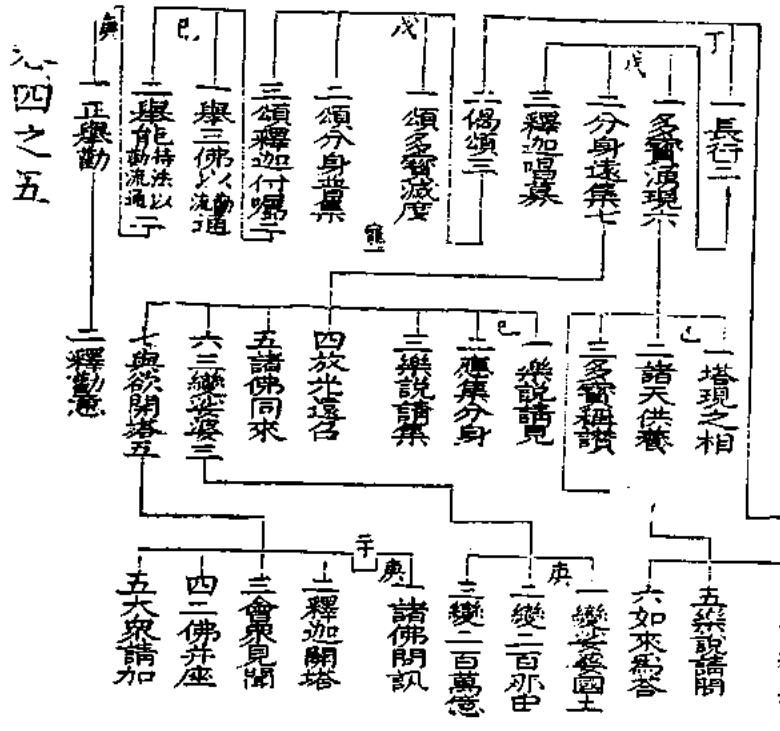 丁
一長行二
戊
一多寶涌現六
二分身遠集七
三釋迦唱募
二偈頌三
戊
一頌多寶滅度
二頌分身普集
三頌釋迦付囑二
己
一舉三佛以勸流通
二舉能持法以勸流通二
庚
一正舉勸
己
一塔現之相
二諸天供養
三多寶稱讚
己
一樂說請見
二應集分身
三樂說請集
四放光遠召
五諸佛同來
六三變娑婆三
七與欲開塔五
二釋勸意
五樂說請開
六如來為答
庚
一變娑婆國土
二變二百那由
三變二百萬億
庚
一諸佛問訊
二釋迦開塔
三會眾見聞
四二佛并座
五大眾請加
四之五